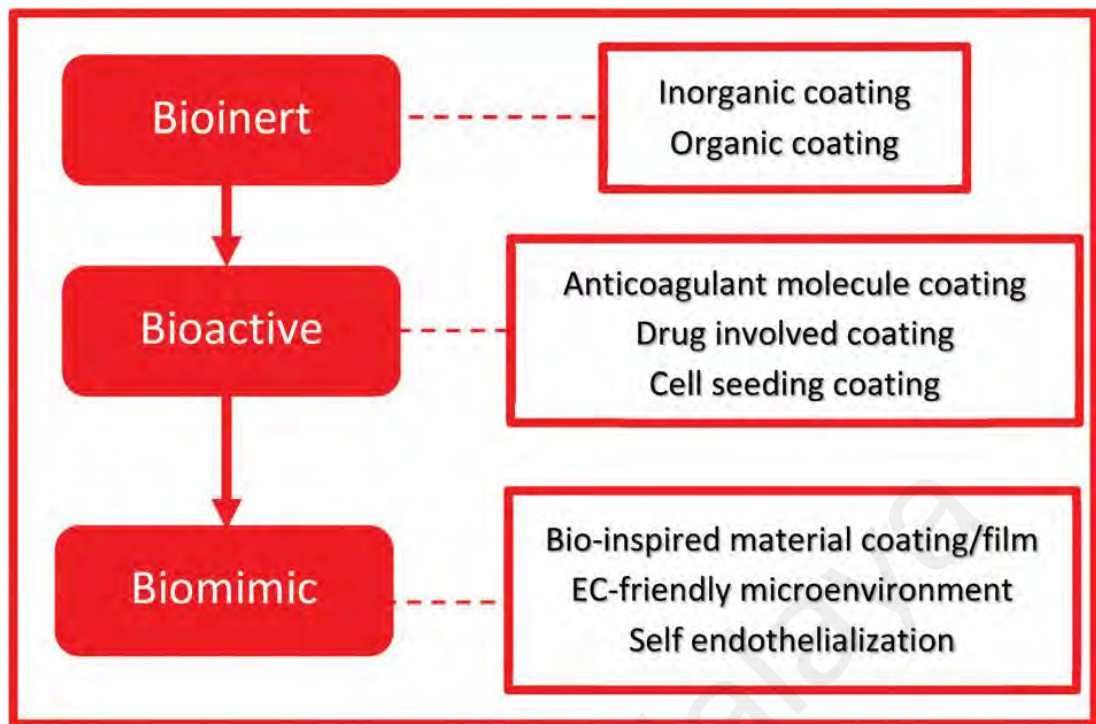 Bioinert
Inorganic coating
Organic coating
Bioactive
Anticoagulant molecule coating
Drug involved coating
Cell seeding coating
Biomimic
Bio-inspired material coating/film
EC-friendly microenvironment
Self endothelialization
alaya